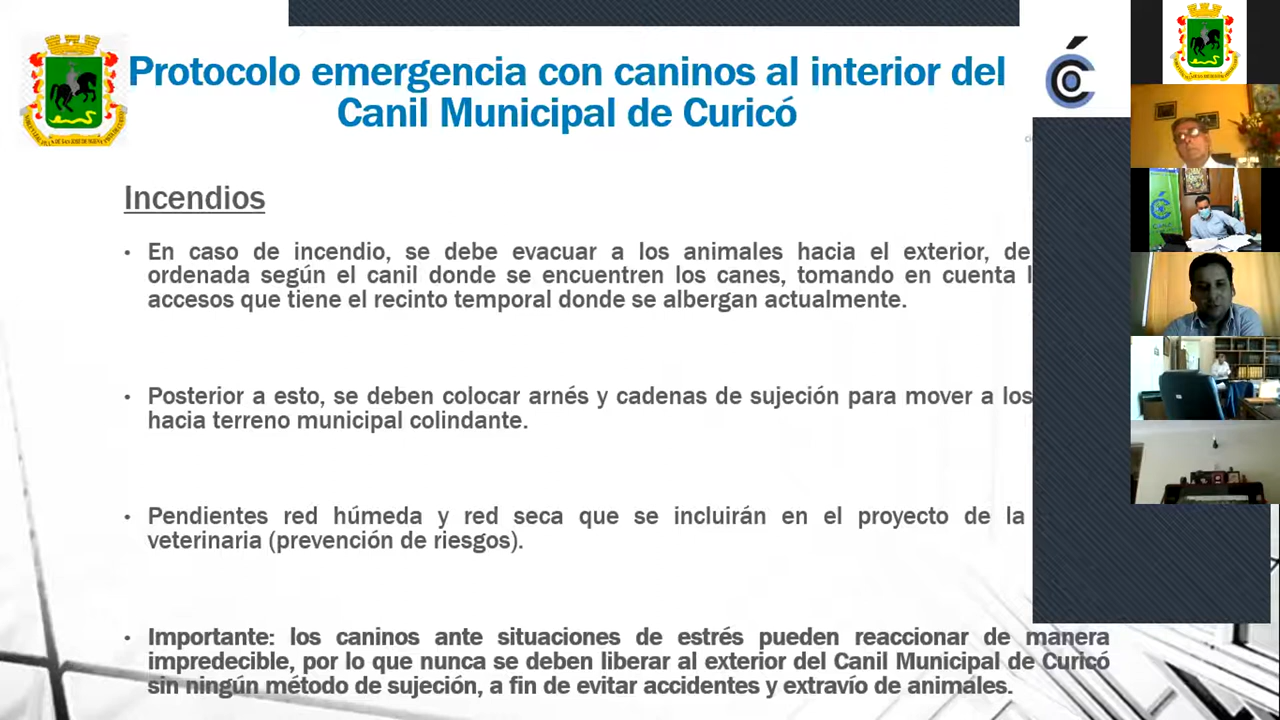 Protocolo emergencia con caninos al interior del
Canil Municipal de Curicó
Incendios
• En caso de incendio, se debe evacuar a los animales hacia el exterior, de
ordenada según el canil donde se encuentren los canes, tomando en cuenta
accesos que tiene el recinto temporal donde se albergan actualmente.
• Posterior a esto, se deben colocar arnés y cadenas de sujeción para mover a los
hacia terreno municipal colindante.
• Pendientes red húmeda y red seca que se incluirán en el proyecto de la
veterinaria (prevención de riesgos).
• Importante: los caninos ante situaciones de estrés pueden reaccionar de manera
impredecible, por lo que nunca se deben liberar al exterior del Canil Municipal de Curicó
sin ningún método de sujeción, a fin de evitar accidentes y extravío de animales.